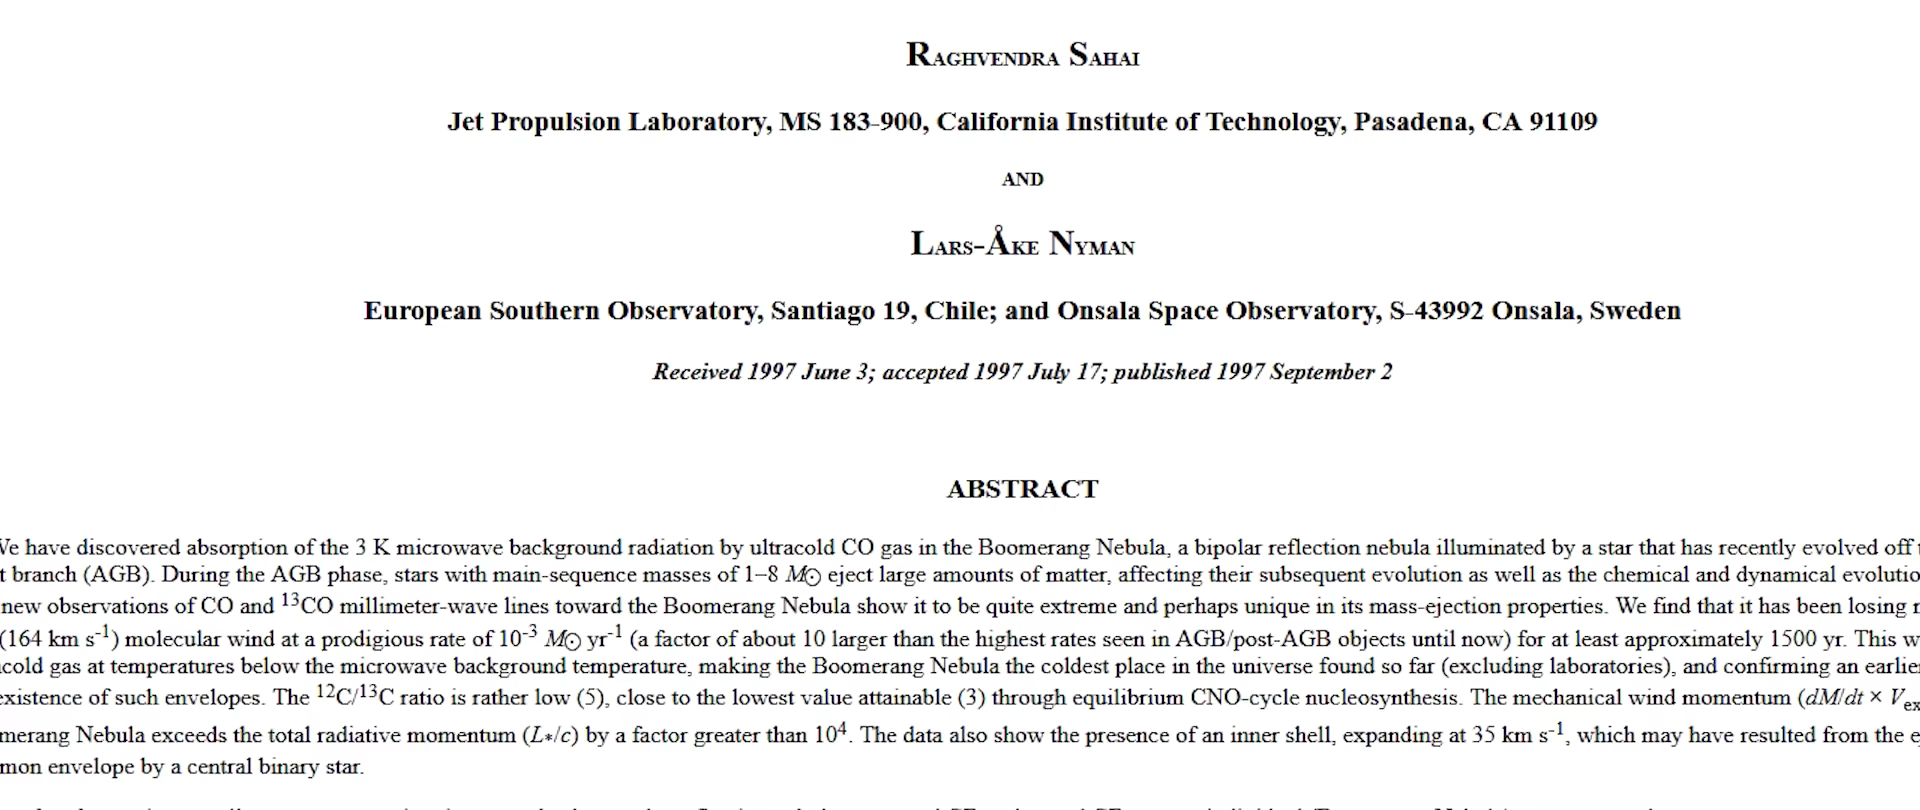 RAGHVENDRA SAHAI
Jet Propulsion Laboratory, MS 183-900, California Institute of Technology, Pasadena, CA 91109
AND
LARS-ÅKE NYMAN
European Southern Observatory, Santiago 19, Chile; and Onsala Space Observatory, S-43992 Onsala, Sweden
Received 1997 June 3; accepted 1997 July 17; published 1997 September 2
ABSTRACT
We have discovered absorption of the 3 K microwave background radiation by ultracold CO gas in the Boomerang Nebula, a bipolar reflection nebula illuminated by a star that has recently evolved off
t branch (AGB). During the AGB phase, stars with main-sequence masses of 1–8 M⊙ eject large amounts of matter, affecting their subsequent evolution as well as the chemical and dynamical evolutio
new observations of CO and ¹³CO millimeter-wave lines toward the Boomerang Nebula show it to be quite extreme and perhaps unique in its mass-ejection properties. We find that it has been losing
(164 km s⁻¹) molecular wind at a prodigious rate of 10⁻³ M⊙ yr⁻¹ (a factor of about 10 larger than the highest rates seen in AGB/post-AGB objects until now) for at least approximately 1500 yr. This w
cold gas at temperatures below the microwave background temperature, making the Boomerang Nebula the coldest place in the universe found so far (excluding laboratories), and confirming an earlie
existence of such envelopes. The ¹²C/¹³C ratio is rather low (5), close to the lowest value attainable (3) through equilibrium CNO-cycle nucleosynthesis. The mechanical wind momentum (dM/dt × Vex
merang Nebula exceeds the total radiative momentum (L*/c) by a factor greater than 10⁴. The data also show the presence of an inner shell, expanding at 35 km s⁻¹, which may have resulted from the e
mon envelope by a central binary star.